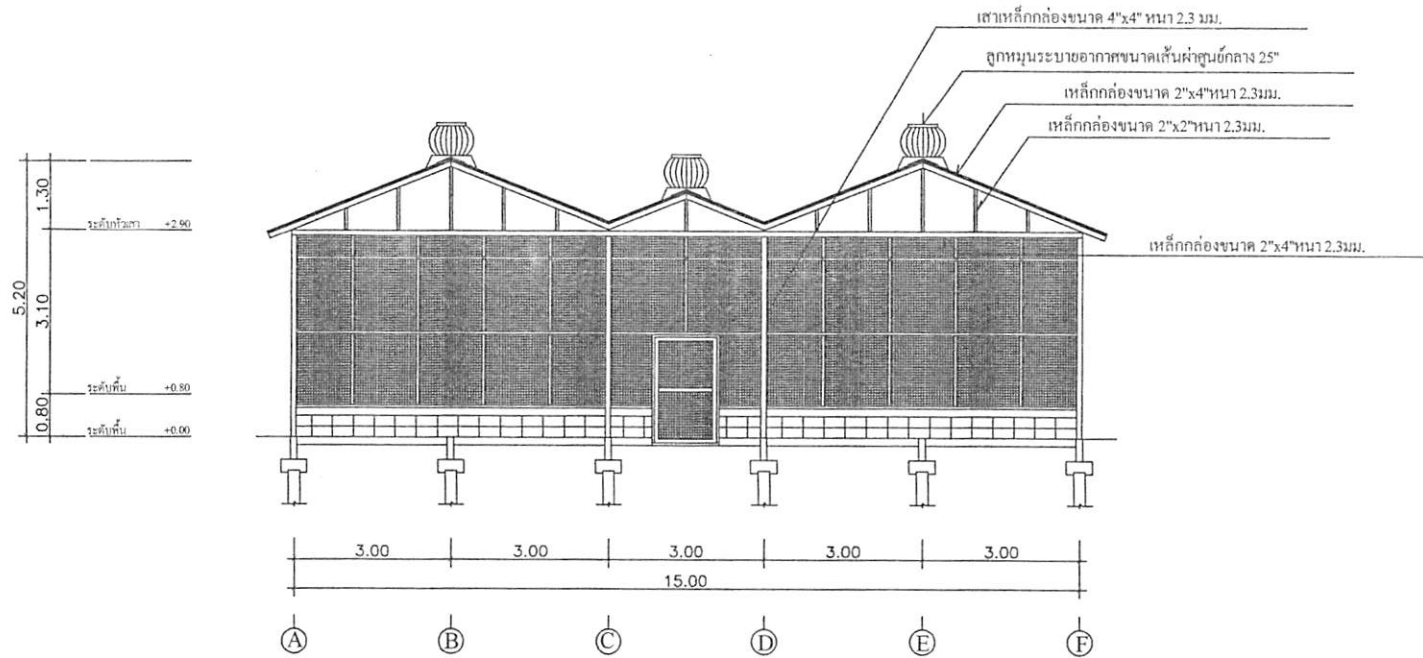 เสาเหล็กกล่องขนาด 4"x4" หนา 2.3 มม.
ลูกหมุนระบายอากาศขนาดเส้นผ่าศูนย์กลาง 25"
เหล็กกล่องขนาด 2"x4"หนา 2.3มม.
เหล็กกล่องขนาด 2"x2"หนา 2.3มม.
เหล็กกล่องขนาด 2"x4"หนา 2.3มม.
1.30
ระดับหัวเสา +2.90
5.20
3.10
ระดับพื้น +0.80
0.80
ระดับพื้น +0.00
3.00 3.00 3.00 3.00 3.00
15.00
A B C D E F